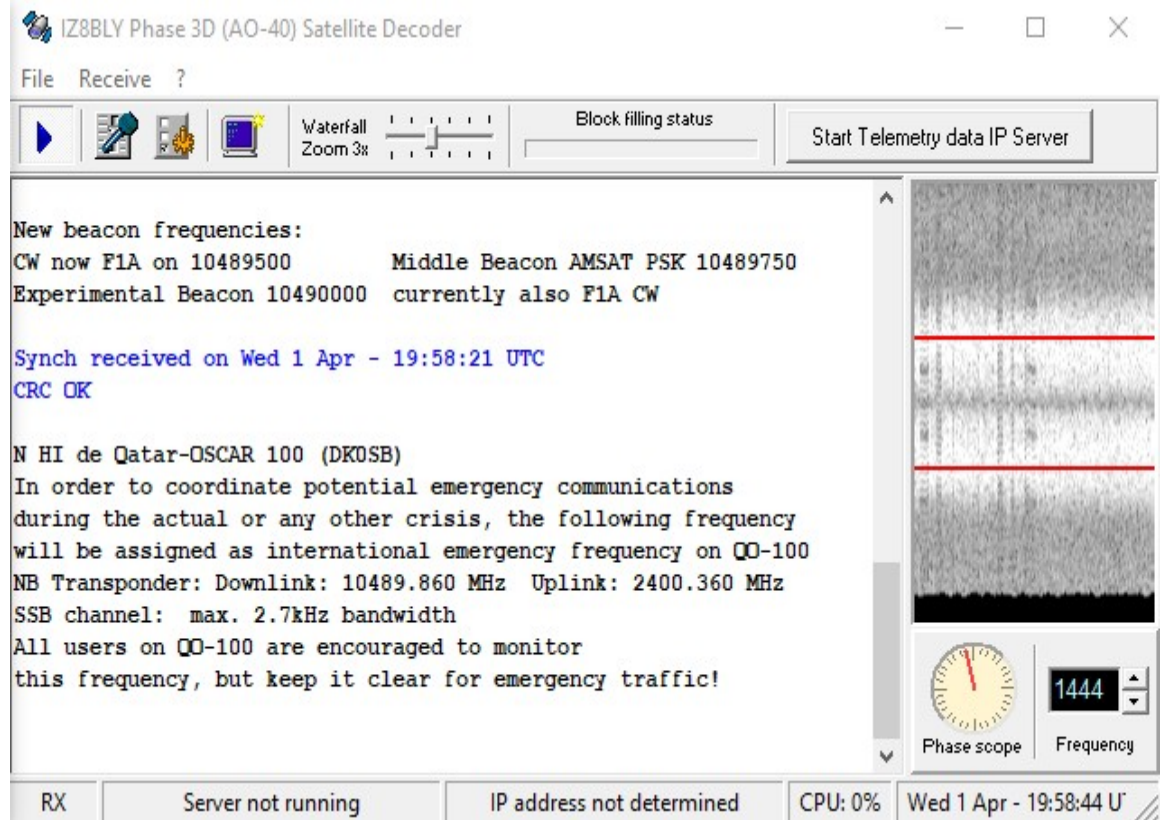 IZ8BLY Phase 3D (AO-40) Satellite Decoder
File Receive ?
Waterfall
Zoom 3x
Block filling status
Start Telemetry data IP Server
New beacon frequencies:
CW now F1A on 10489500 Middle Beacon AMSAT PSK 10489750
Experimental Beacon 10490000 currently also F1A CW
Synch received on Wed 1 Apr - 19:58:21 UTC
CRC OK
N HI de Qatar-OSCAR 100 (DK0SB)
In order to coordinate potential emergency communications
during the actual or any other crisis, the following frequency
will be assigned as international emergency frequency on QO-100
NB Transponder: Downlink: 10489.860 MHz Uplink: 2400.360 MHz
SSB channel: max. 2.7kHz bandwidth
All users on QO-100 are encouraged to monitor
this frequency, but keep it clear for emergency traffic!
1444
Phase scope Frequency
RX Server not running IP address not determined CPU: 0% Wed 1 Apr - 19:58:44 U